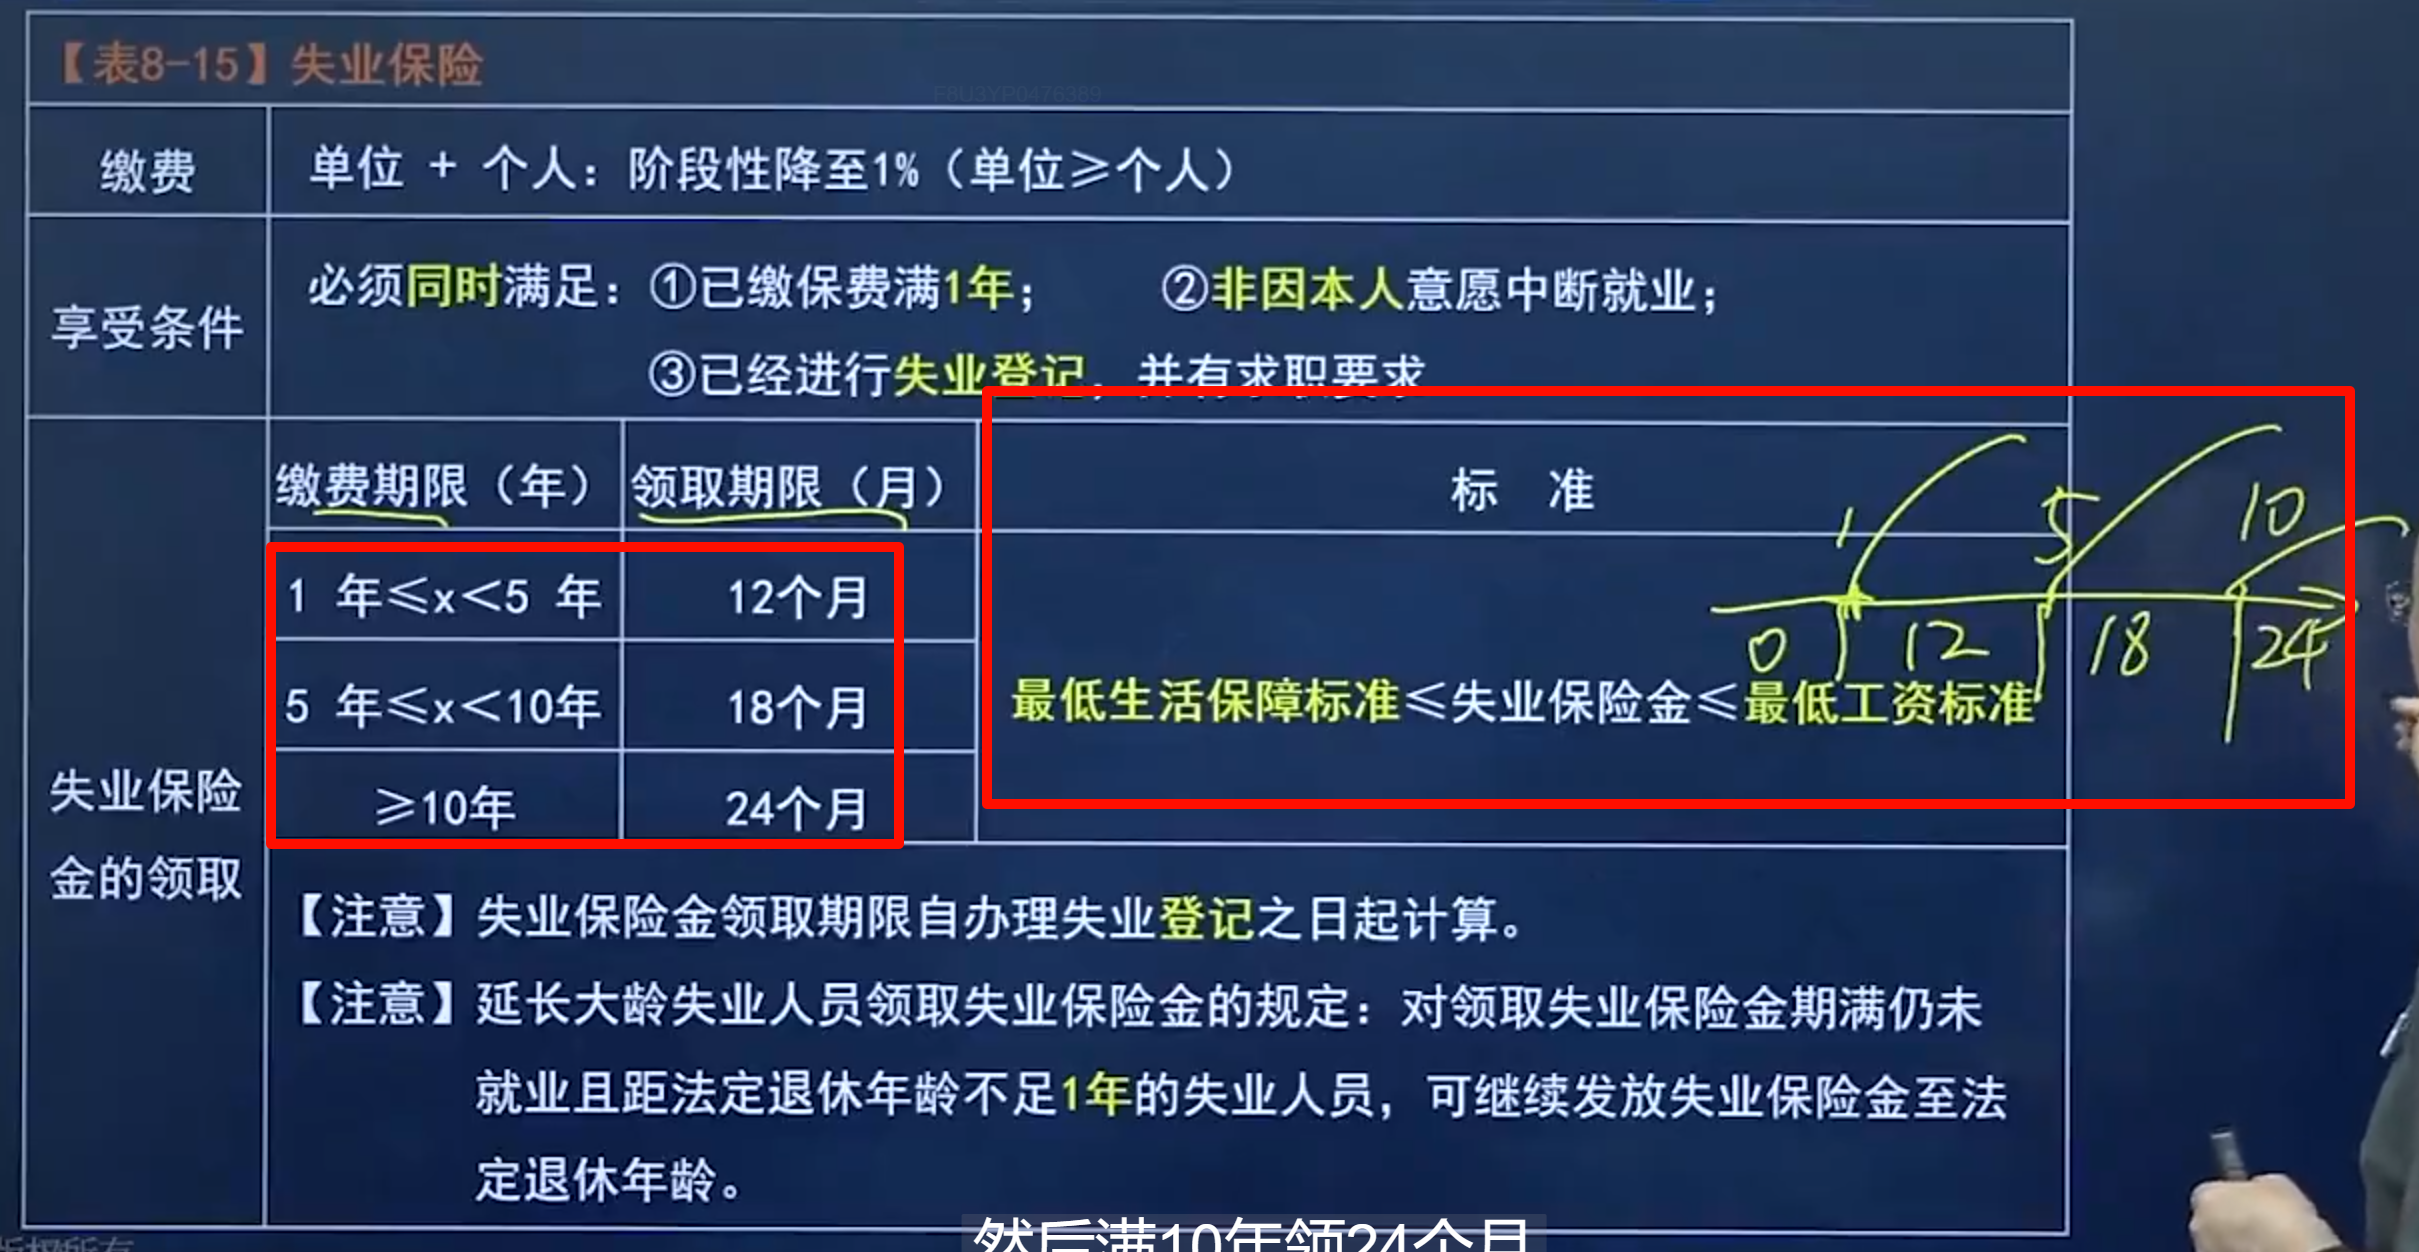 【表8-15】失业保险
F8U3YP0476389
缴费
单位 + 个人：阶段性降至1%（单位≥个人）
享受条件
必须同时满足：①已缴保费满1年； ②非因本人意愿中断就业；
③已经进行失业登记，并有求职要求
失业保险
金的领取
缴费期限（年） 领取期限（月） 标 准
1 年≤x＜5 年 12个月
5 年≤x＜10年 18个月
≥10年 24个月
最低生活保障标准≤失业保险金≤最低工资标准
1 5 10
0 12 18 24
【注意】失业保险金领取期限自办理失业登记之日起计算。
【注意】延长大龄失业人员领取失业保险金的规定：对领取失业保险金期满仍未
就业且距法定退休年龄不足1年的失业人员，可继续发放失业保险金至法
定退休年龄。
然后满10年领24个月
版权所有